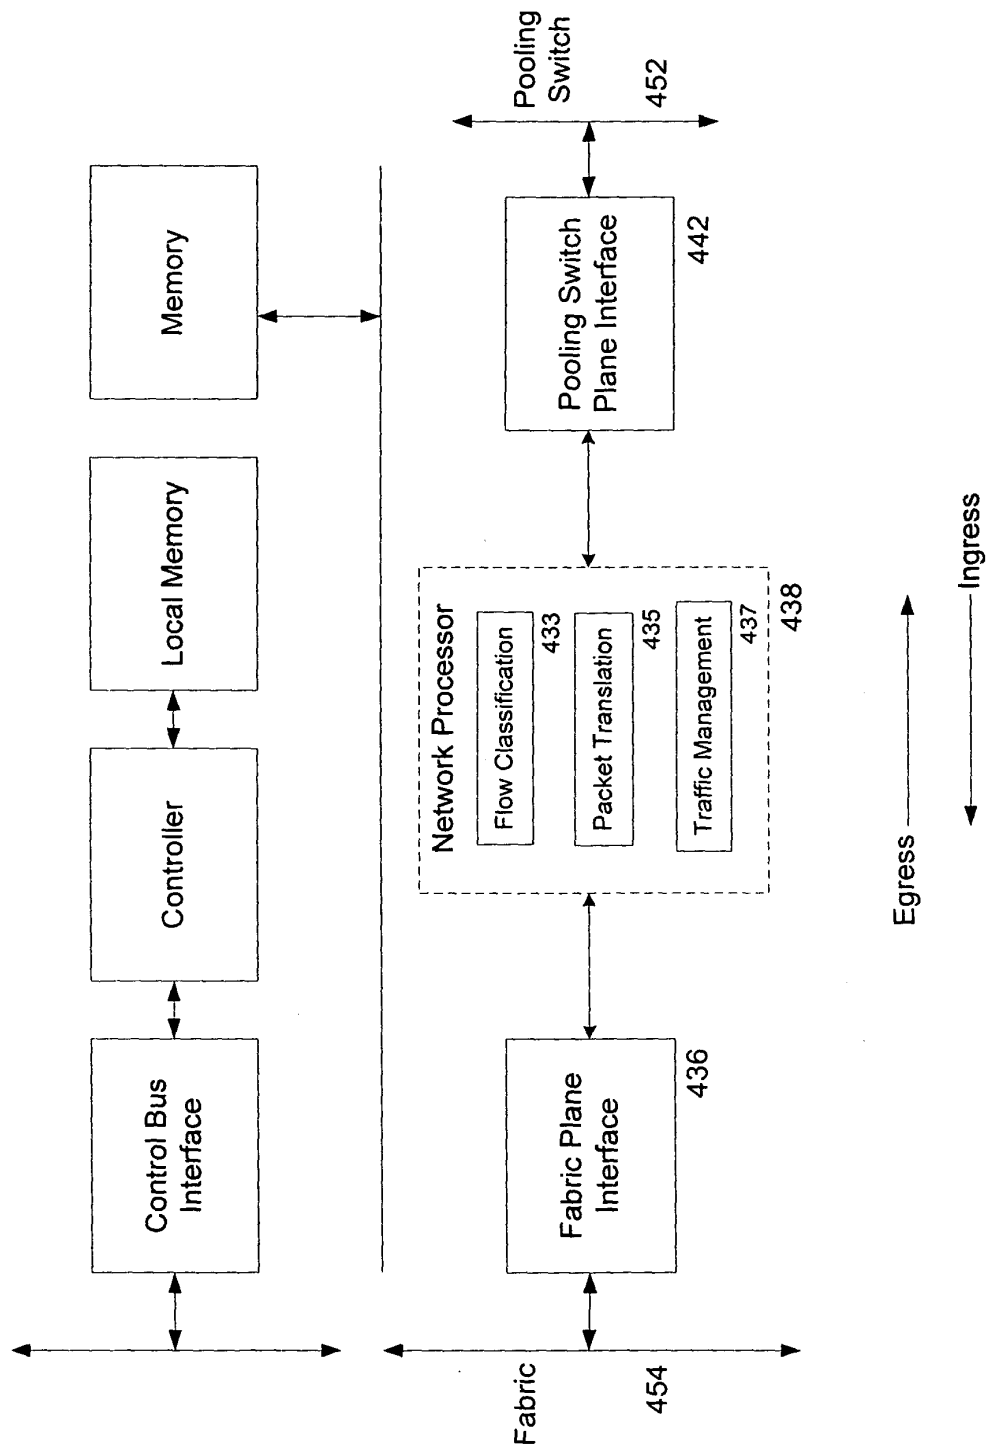 Control Bus
Interface
Controller
Local Memory
Memory
Fabric
454
Fabric Plane
Interface
436
Network Processor
Flow Classification
433
Packet Translation
435
Traffic Management
437
438
Pooling Switch
Plane Interface
442
Pooling
Switch
452
Egress
Ingress